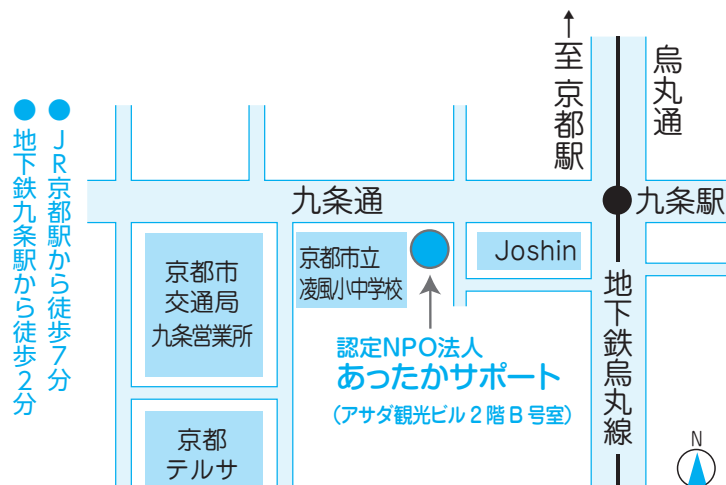 ↑
至 京都駅
烏丸通
● JR京都駅から徒歩7分
● 地下鉄九条駅から徒歩2分
九条通
九条駅
京都市
交通局
九条営業所
京都市立
凌風小中学校
Joshin
認定NPO法人
あったかサポート
（アサダ観光ビル2階B号室）
地下鉄烏丸線
京都
テルサ
N